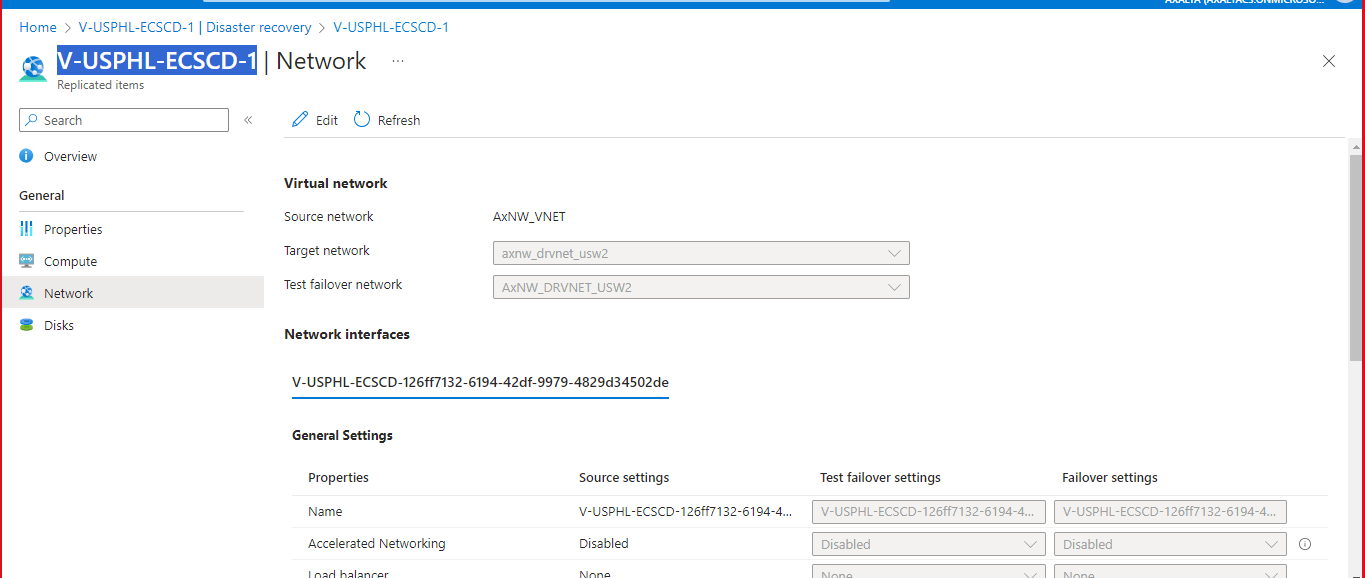 AXALTA (AXALTACS.ONMICROSO...
Home > V-USPHL-ECSCD-1 | Disaster recovery > V-USPHL-ECSCD-1
V-USPHL-ECSCD-1 | Network ...
Replicated items
Search «
Edit Refresh
Overview
General
Properties
Compute
Network
Disks
Virtual network
Source network AxNW_VNET
Target network axnw_drvnet_usw2
Test failover network AxNW_DRVNET_USW2
Network interfaces
V-USPHL-ECSCD-126ff7132-6194-42df-9979-4829d34502de
General Settings
Properties Source settings Test failover settings Failover settings
Name V-USPHL-ECSCD-126ff7132-6194-4... V-USPHL-ECSCD-126ff7132-6194-4... V-USPHL-ECSCD-126ff7132-6194-4...
Accelerated Networking Disabled Disabled Disabled
Load balancer None None None